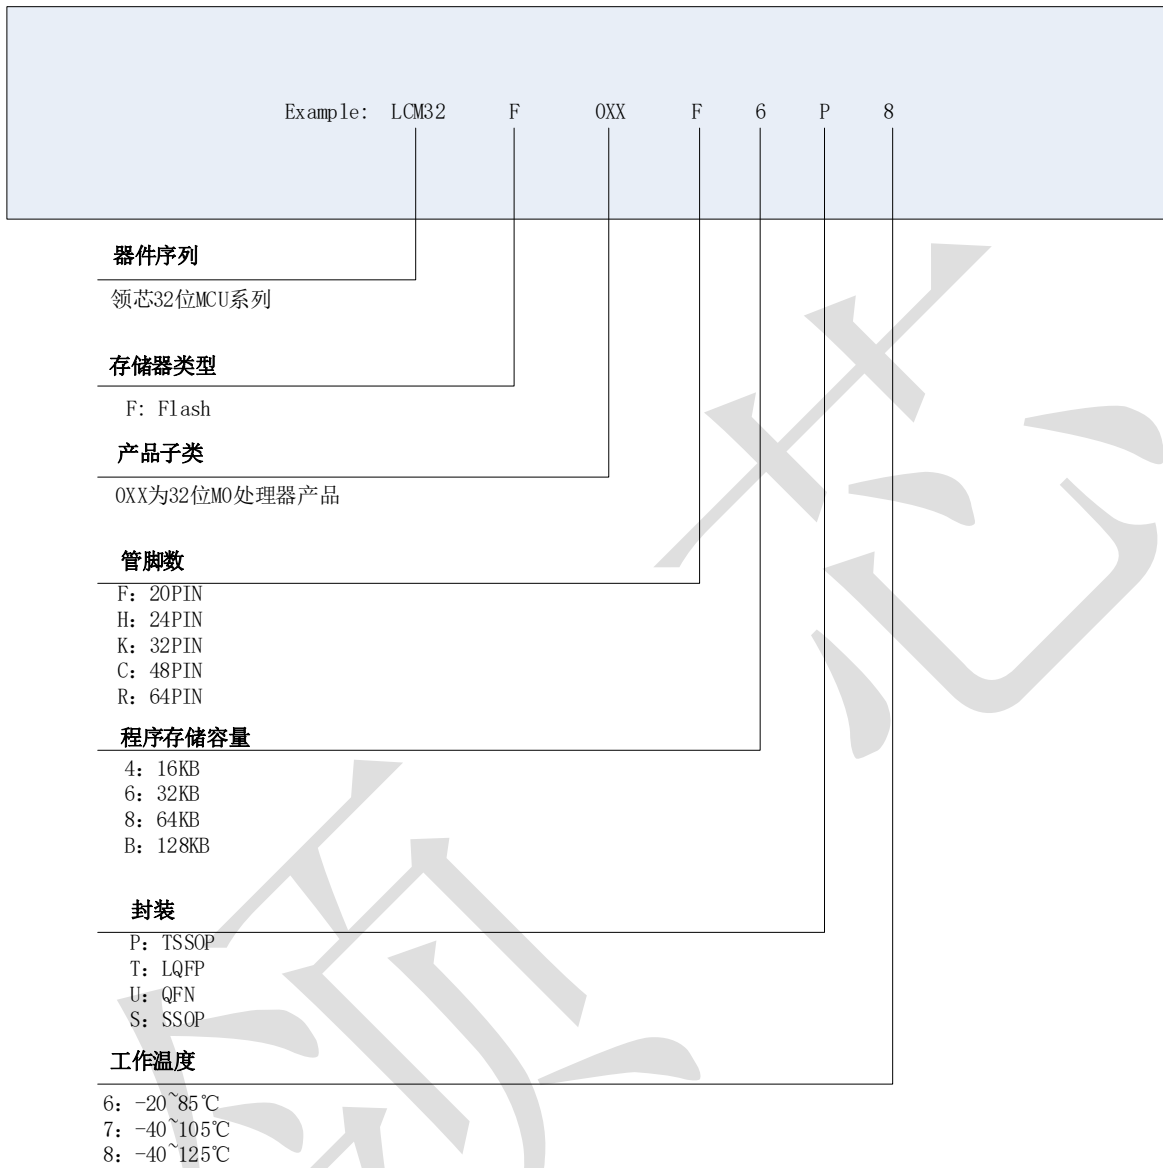 Example: LCM32 F 0XX F 6 P 8
器件序列
领芯32位MCU系列
存储器类型
F: Flash
产品子类
0XX为32位M0处理器产品
管脚数
F：20PIN
H：24PIN
K：32PIN
C：48PIN
R：64PIN
程序存储容量
4：16KB
6：32KB
8：64KB
B：128KB
封装
P：TSSOP
T：LQFP
U：QFN
S：SSOP
工作温度
6：-20~85℃
7：-40~105℃
8：-40~125℃
领芯